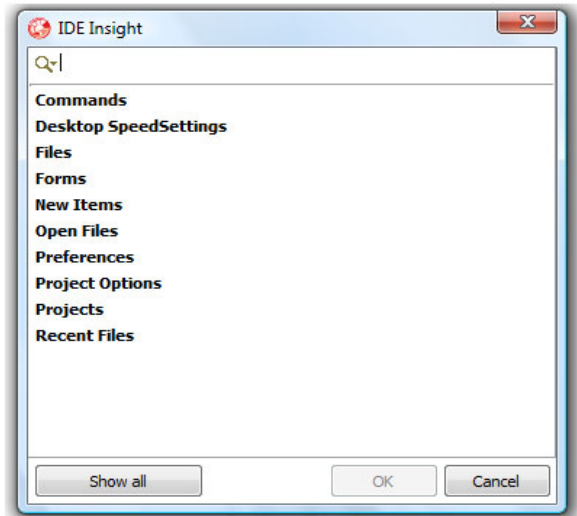 IDE Insight
Commands
Desktop SpeedSettings
Files
Forms
New Items
Open Files
Preferences
Project Options
Projects
Recent Files
Show all
OK
Cancel